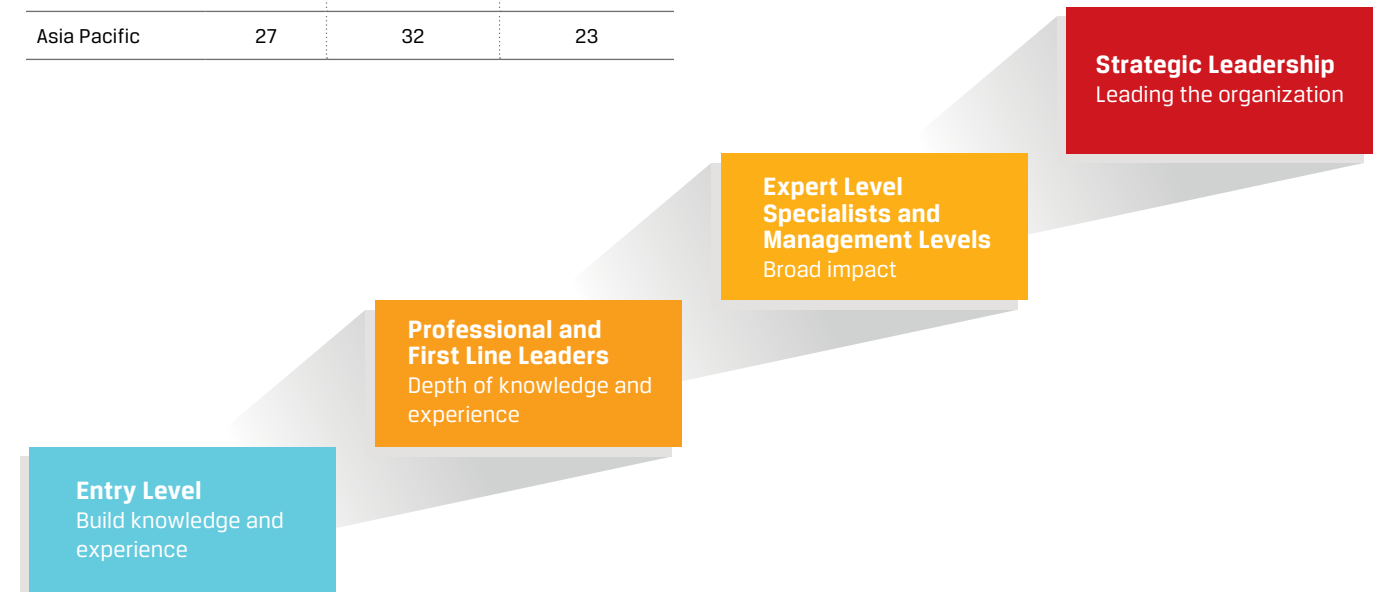 Asia Pacific 27 32 23
Strategic Leadership
Leading the organization
Expert Level
Specialists and
Management Levels
Broad impact
Professional and
First Line Leaders
Depth of knowledge and
experience
Entry Level
Build knowledge and
experience